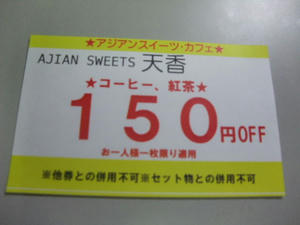 ★アジアンスイーツ・カフェ★
AJIAN SWEETS 天香
★コーヒー、紅茶★
150円OFF
お一人様一枚限り適用
※他券との併用不可※セット物との併用不可